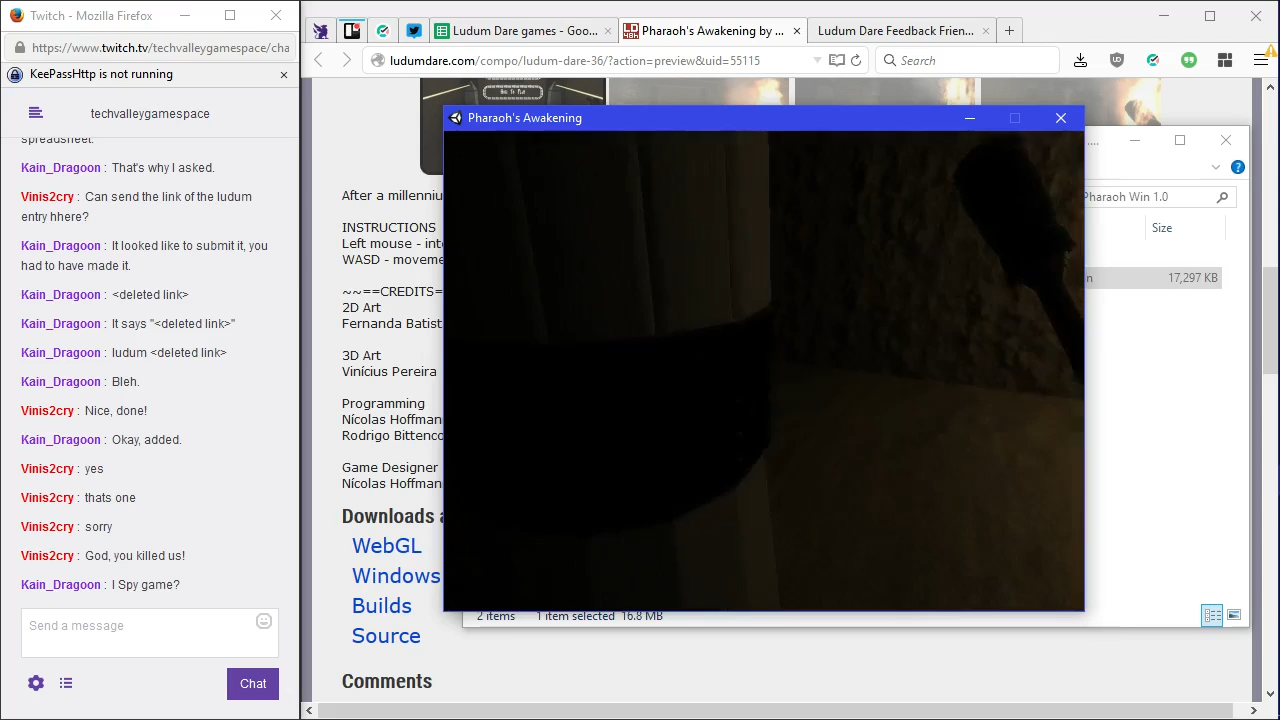 Twitch - Mozilla Firefox
https://www.twitch.tv/techvalleygamespace/cha
KeePassHttp is not running
techvalleygamespace
spreadsheet.
Kain_Dragoon : That's why I asked.
Vinis2cry : Can send the link of the ludum
entry hhere?
Kain_Dragoon : It looked like to submit it, you
had to have made it.
Kain_Dragoon : <deleted link>
Kain_Dragoon : It says "<deleted link>"
Kain_Dragoon : ludum <deleted link>
Kain_Dragoon : Bleh.
Vinis2cry : Nice, done!
Kain_Dragoon : Okay, added.
Vinis2cry : yes
Vinis2cry : thats one
Vinis2cry : sorry
Vinis2cry : God, you killed us!
Kain_Dragoon : I Spy game?
Send a message
Chat
Ludum Dare games - Goo...
Pharaoh's Awakening by ...
Ludum Dare Feedback Frien...
ludumdare.com/compo/ludum-dare-36/?action=preview&uid=55115
Search
Pharaoh's Awakening
After a millenniu
INSTRUCTIONS
Left mouse - inte
WASD - moveme
~~==CREDITS=
2D Art
Fernanda Batist
3D Art
Vinícius Pereira
Programming
Nícolas Hoffman
Rodrigo Bittenco
Game Designer
Nícolas Hoffman
Downloads a
WebGL
Windows
Builds
Source
Comments
....
Pharaoh Win 1.0
Size
n
17,297 KB
2 items
1 item selected 16.8 MB